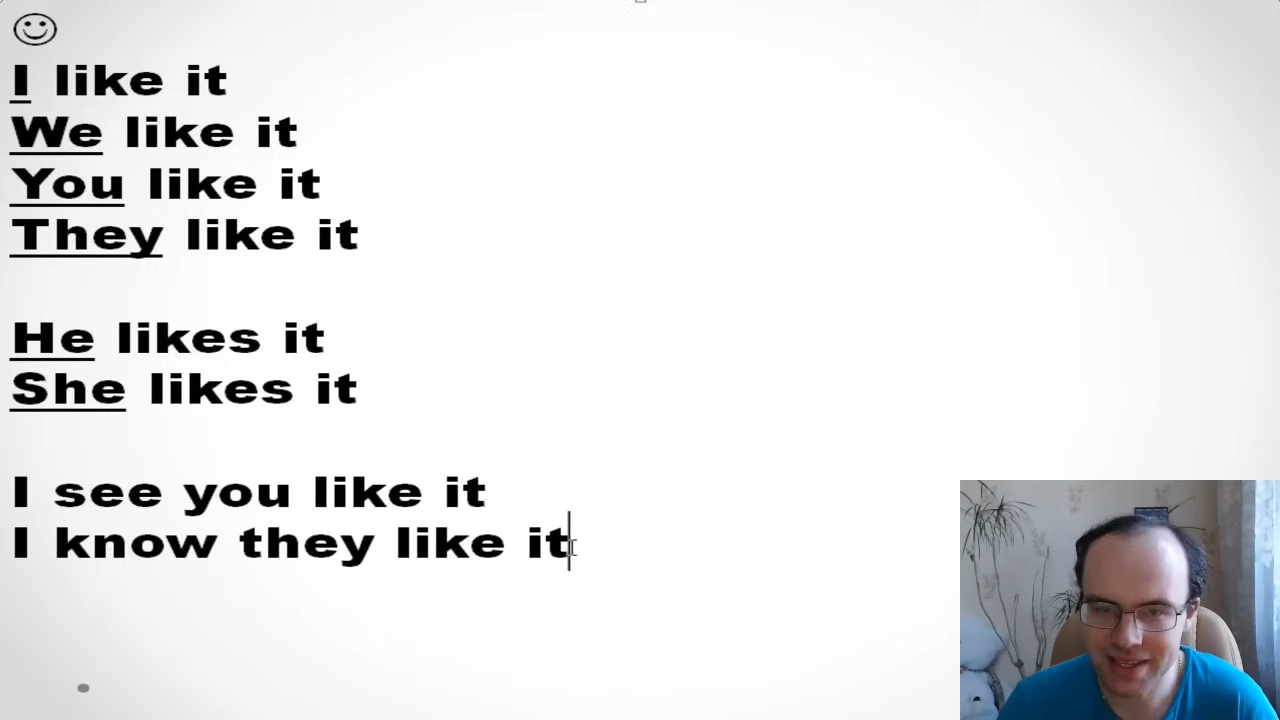 I like it
We like it
You like it
They like it
He likes it
She likes it
I see you like it
I know they like it